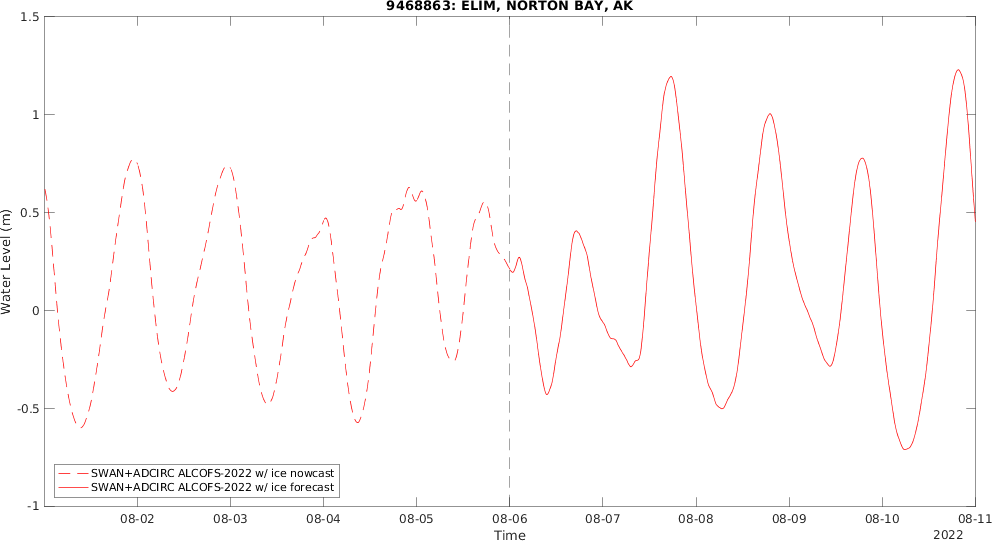 9468863: ELIM, NORTON BAY, AK
1.5
1
0.5
0
-0.5
-1
Water Level (m)
SWAN+ADCIRC ALCOFS-2022 w/ ice nowcast
SWAN+ADCIRC ALCOFS-2022 w/ ice forecast
08-02 08-03 08-04 08-05 08-06 08-07 08-08 08-09 08-10 08-11
Time
2022